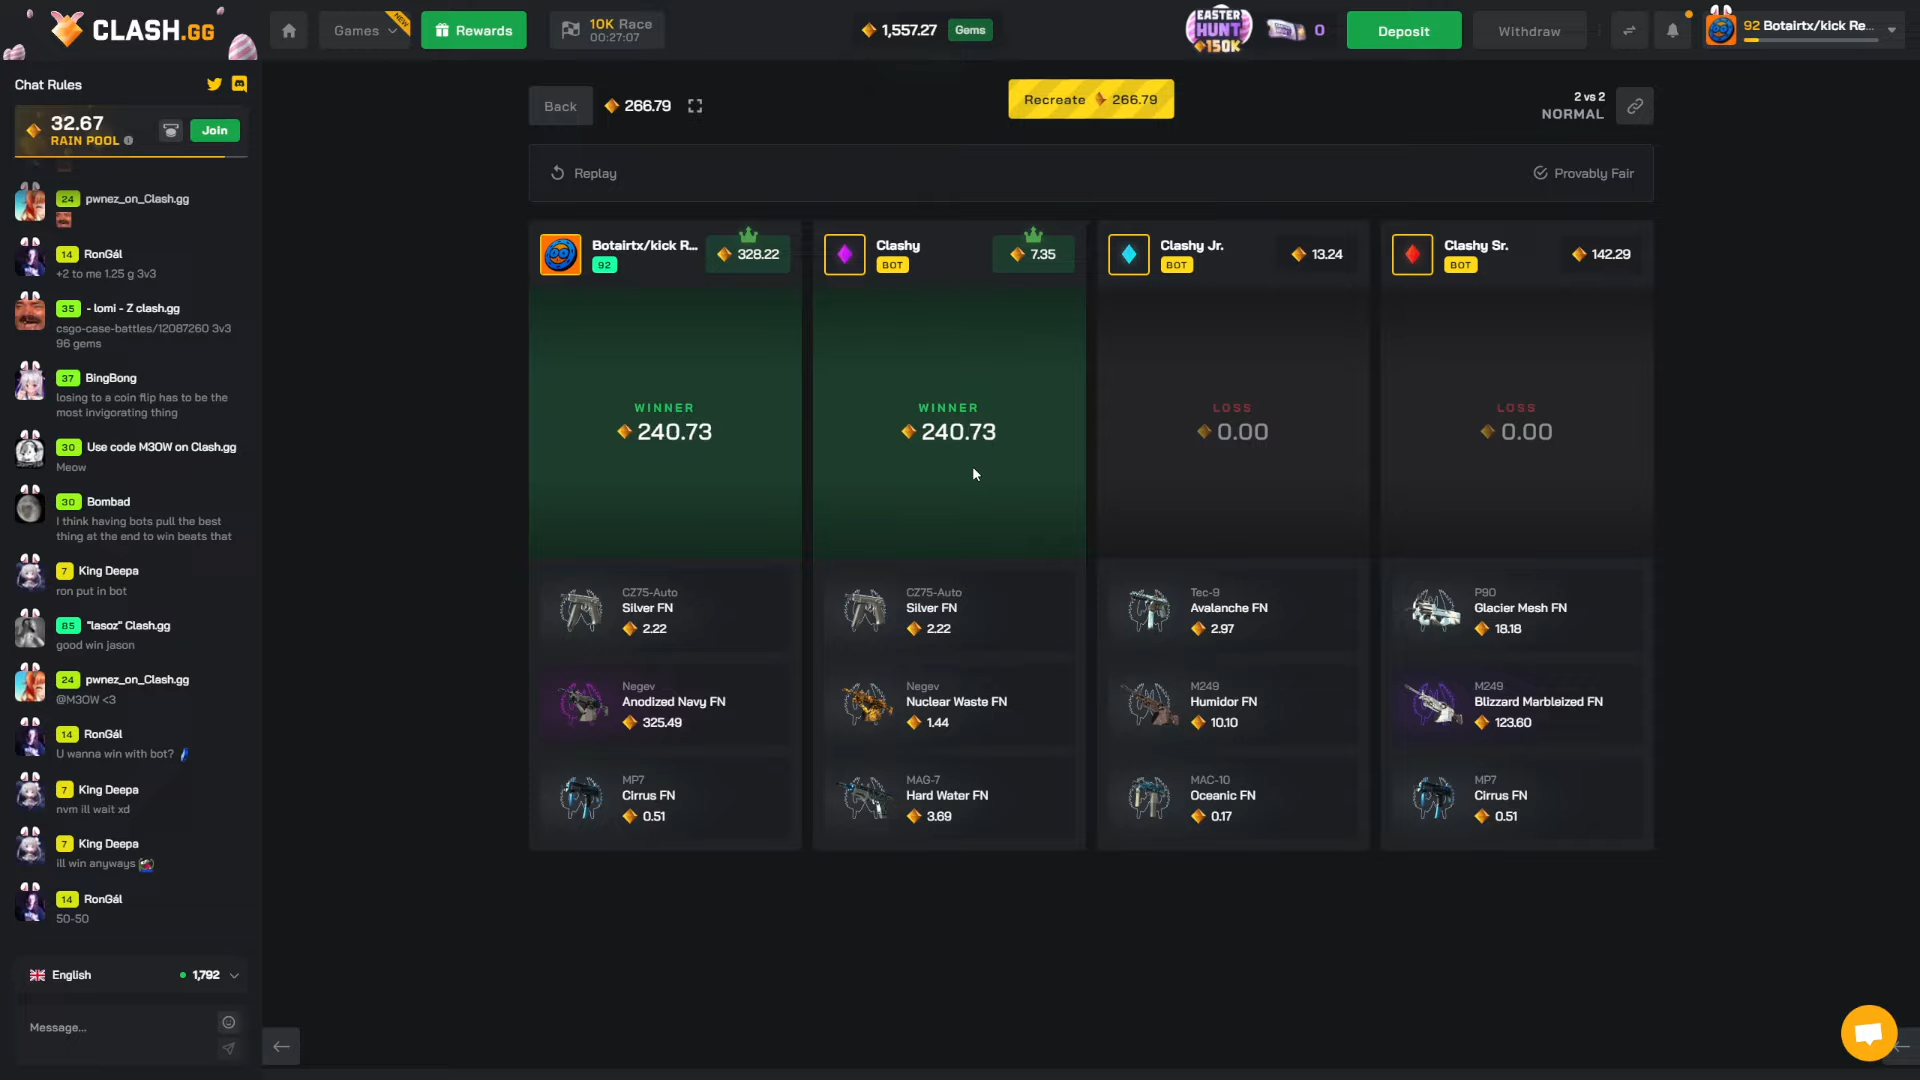 CLASH.GG
Games
NEW
Rewards
10K Race
00:27:07
1,557.27
Gems
EASTER
HUNT
150K
0
Deposit
Withdraw
92 Botairtx/kick Re...
Chat Rules
32.67
RAIN POOL
Join
24 pwnez_on_Clash.gg
14 RonGál
+2 to me 1.25 g 3v3
35 - lomi - Z clash.gg
csgo-case-battles/12087260 3v3
96 gems
37 BingBong
losing to a coin flip has to be the
most invigorating thing
30 Use code M3OW on Clash.gg
Meow
30 Bombad
I think having bots pull the best
thing at the end to win beats that
7 King Deepa
ron put in bot
85 "lasoz" Clash.gg
good win jason
24 pwnez_on_Clash.gg
@M3OW <3
14 RonGál
U wanna win with bot?
7 King Deepa
nvm ill wait xd
7 King Deepa
ill win anyways
14 RonGál
50-50
English
1,792
Message...
Back
266.79
Recreate 266.79
2 vs 2
NORMAL
Replay
Provably Fair
Botairtx/kick R...
92
328.22
WINNER
240.73
CZ75-Auto
Silver FN
2.22
Negev
Anodized Navy FN
325.49
MP7
Cirrus FN
0.51
Clashy
BOT
7.35
WINNER
240.73
CZ75-Auto
Silver FN
2.22
Negev
Nuclear Waste FN
1.44
MAG-7
Hard Water FN
3.69
Clashy Jr.
BOT
13.24
LOSS
0.00
Tec-9
Avalanche FN
2.97
M249
Humidor FN
10.10
MAC-10
Oceanic FN
0.17
Clashy Sr.
BOT
142.29
LOSS
0.00
P90
Glacier Mesh FN
18.18
M249
Blizzard Marbleized FN
123.60
MP7
Cirrus FN
0.51